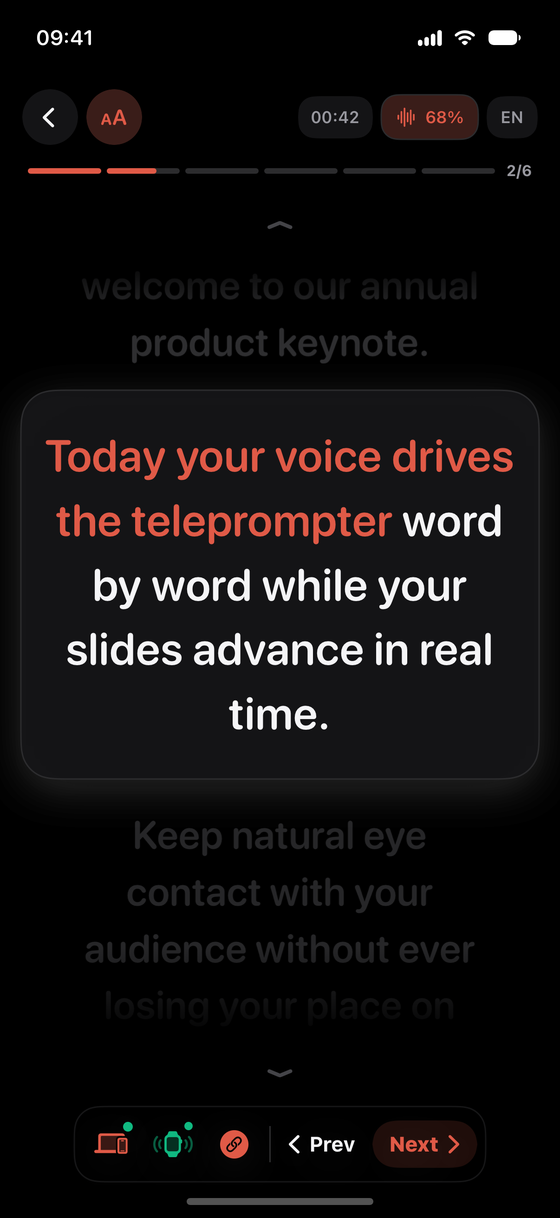 09:41
AA
00:42
68%
EN
2/6
welcome to our annual
product keynote.
Today your voice drives
the teleprompter word
by word while your
slides advance in real
time.
Keep natural eye
contact with your
audience without ever
losing your place on
Prev
Next